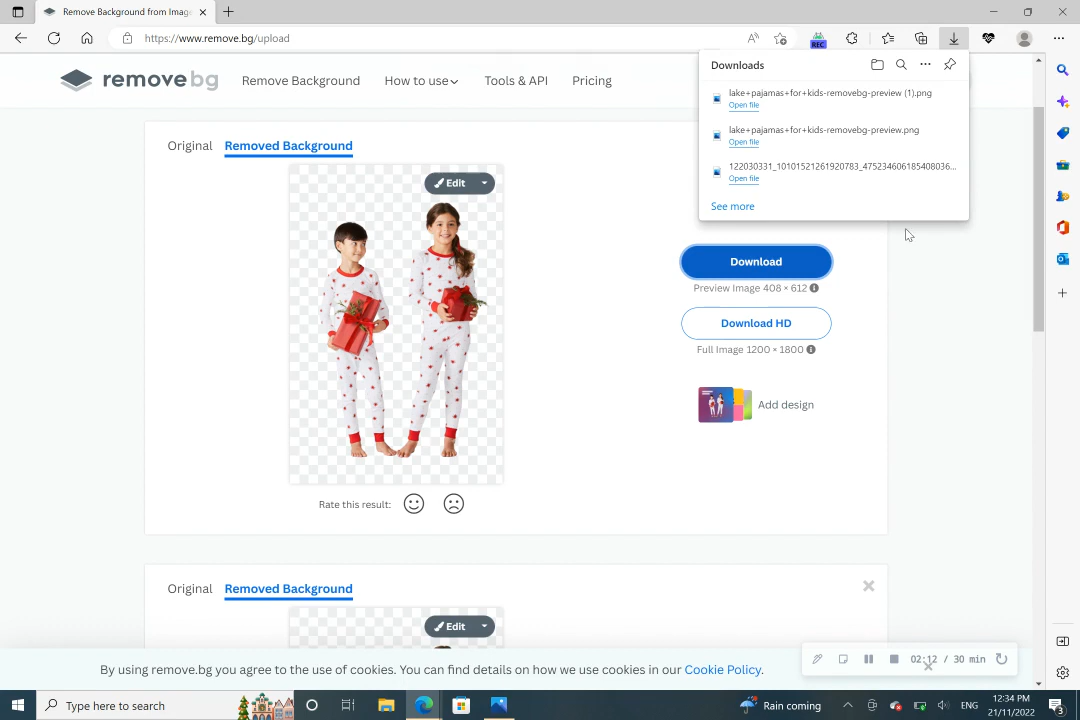 Remove Background from Imag
https://www.remove.bg/upload
REC
removebg
Remove Background
How to use
Tools & API
Pricing
Downloads
lake+pajamas+for+kids-removebg-preview (1).png
Open file
lake+pajamas+for+kids-removebg-preview.png
Open file
122030331_10101521261920783_475234606185408036...
Open file
See more
Original
Removed Background
Edit
Download
Preview Image 408 × 612
Download HD
Full Image 1200 × 1800
Add design
Rate this result:
Original
Removed Background
Edit
By using remove.bg you agree to the use of cookies. You can find details on how we use cookies in our Cookie Policy.
02:12 / 30 min
Type here to search
Rain coming
ENG
12:34 PM
21/11/2022
3